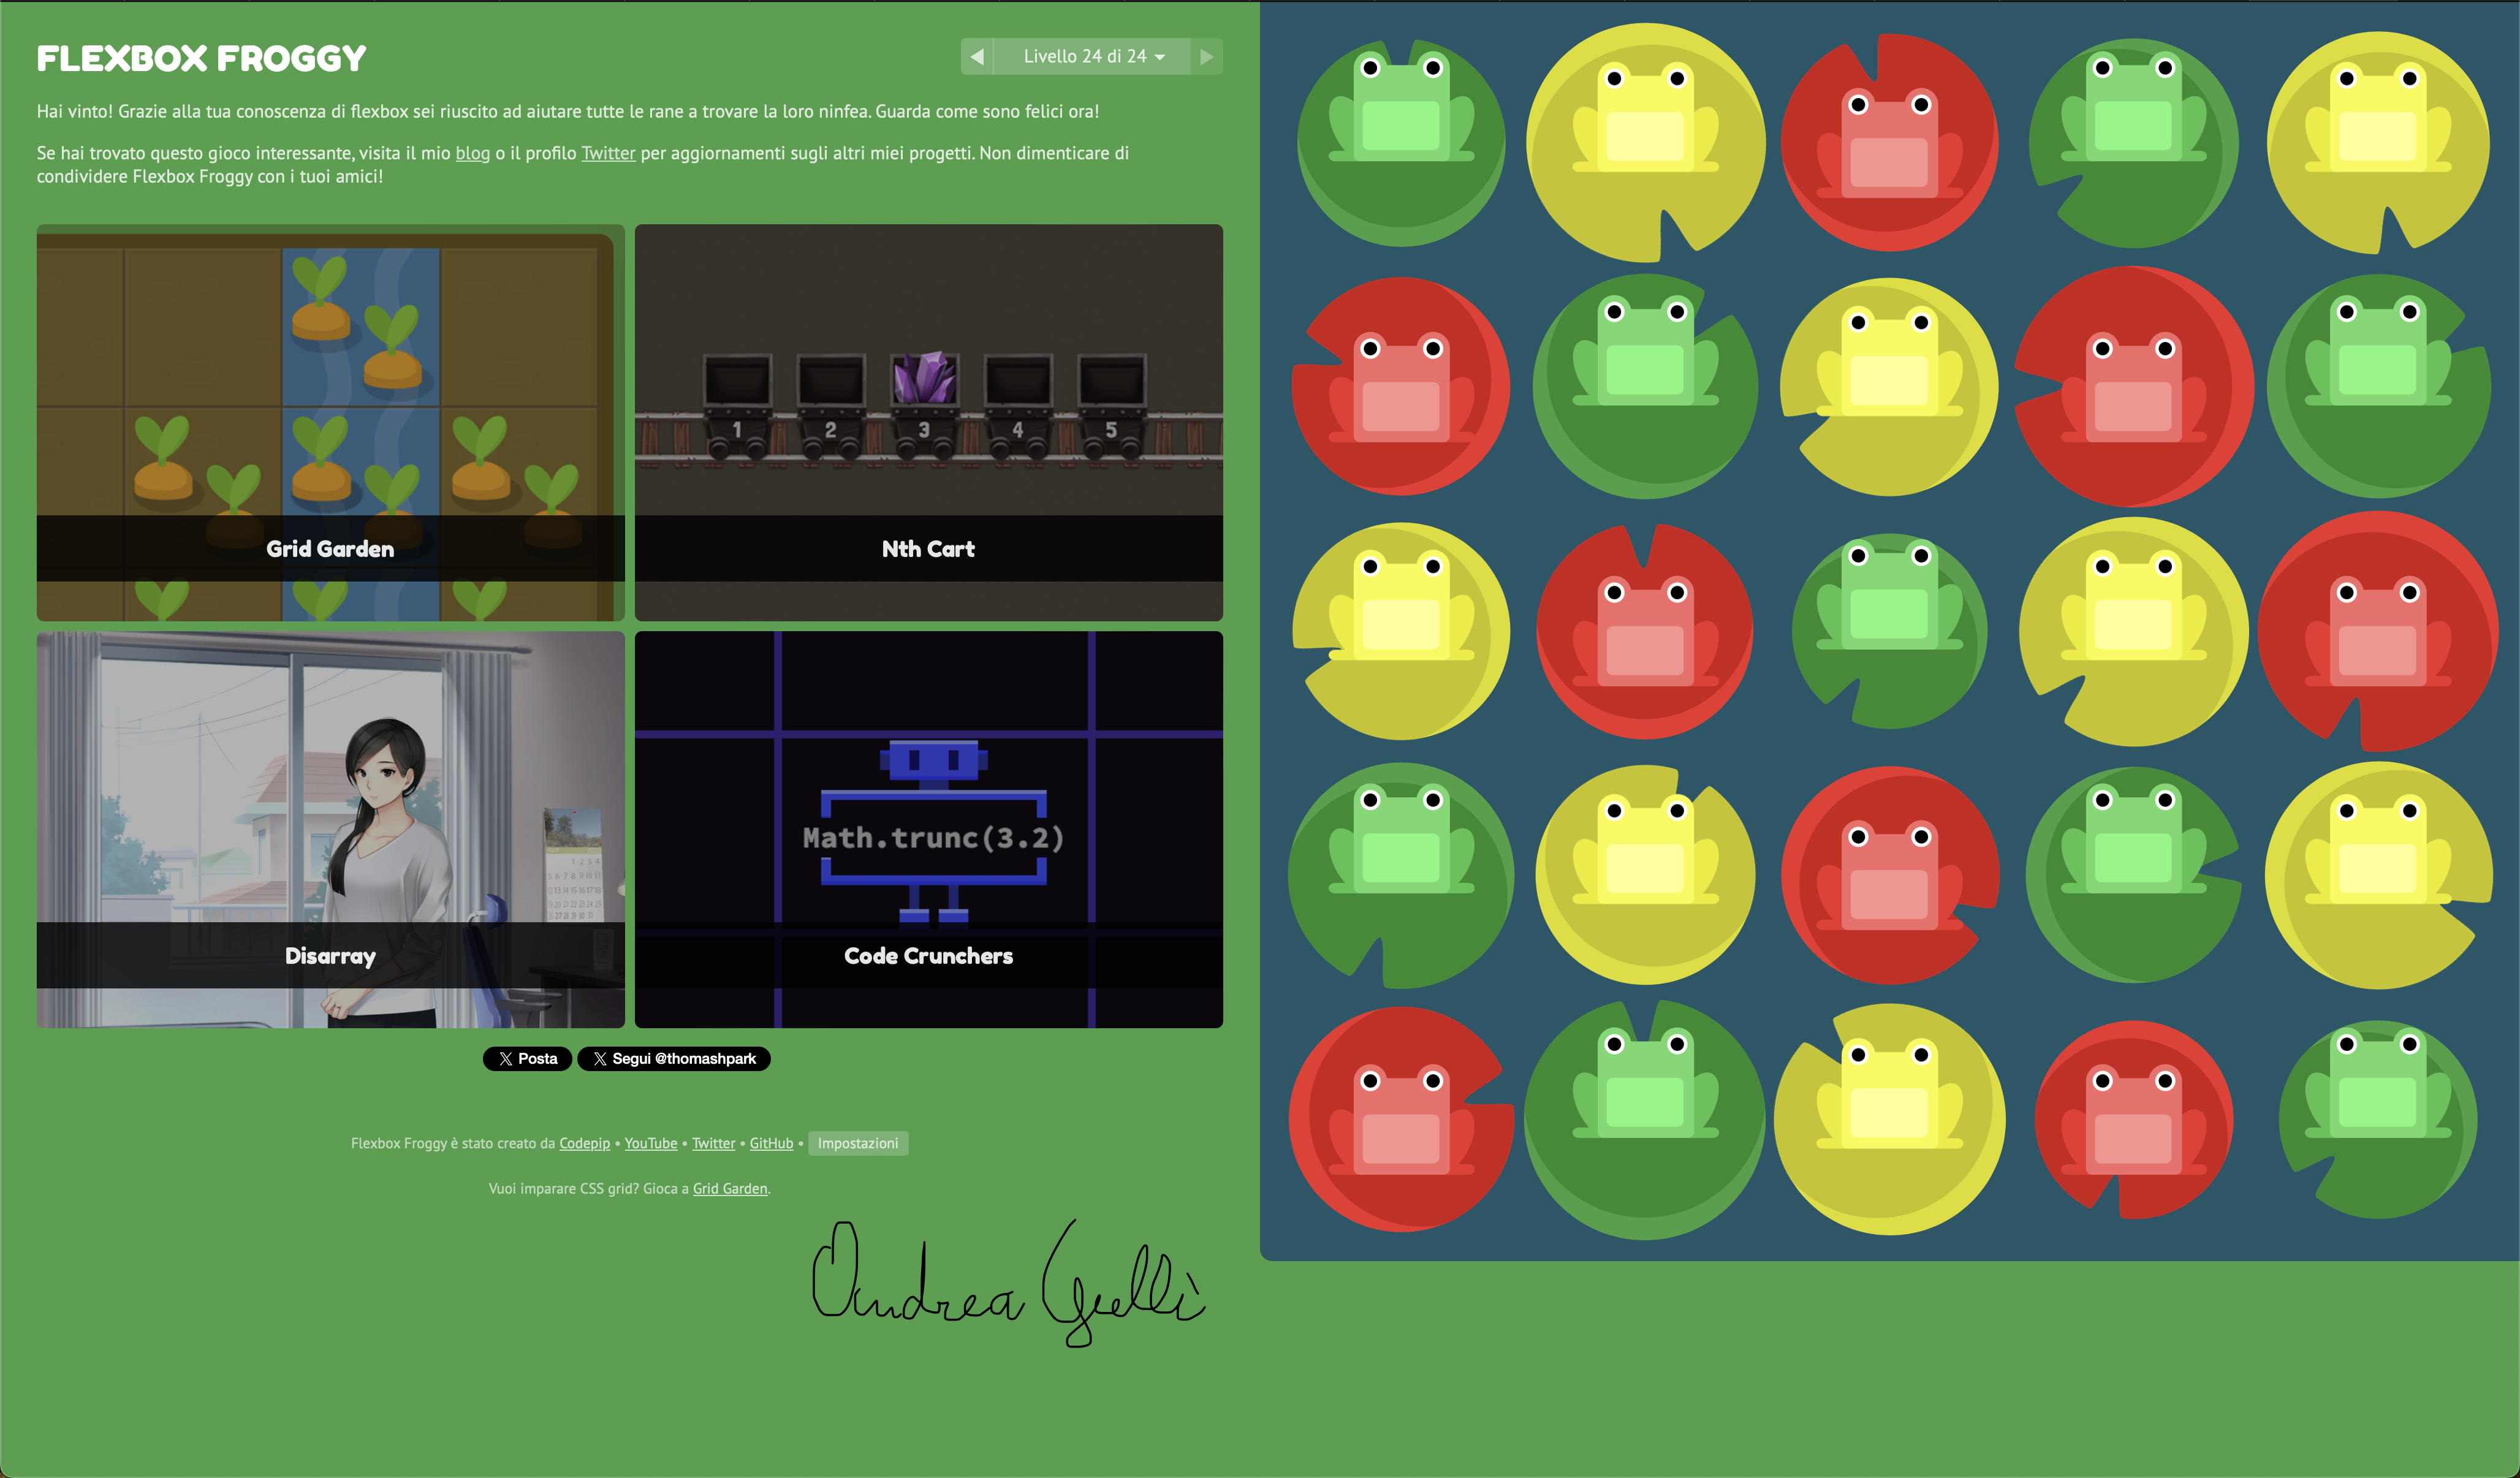 FLEXBOX FROGGY
Livello 24 di 24
Hai vinto! Grazie alla tua conoscenza di flexbox sei riuscito ad aiutare tutte le rane a trovare la loro ninfea. Guarda come sono felici ora!
Se hai trovato questo gioco interessante, visita il mio blog o il profilo Twitter per aggiornamenti sugli altri miei progetti. Non dimenticare di
condividere Flexbox Froggy con i tuoi amici!
1 2 3 4 5
Grid Garden
Nth Cart
Math.trunc(3.2)
Disarray
Code Crunchers
Posta
Segui @thomashpark
Flexbox Froggy è stato creato da Codepip • YouTube • Twitter • GitHub • Impostazioni
Vuoi imparare CSS grid? Gioca a Grid Garden.
Andrea Gullì